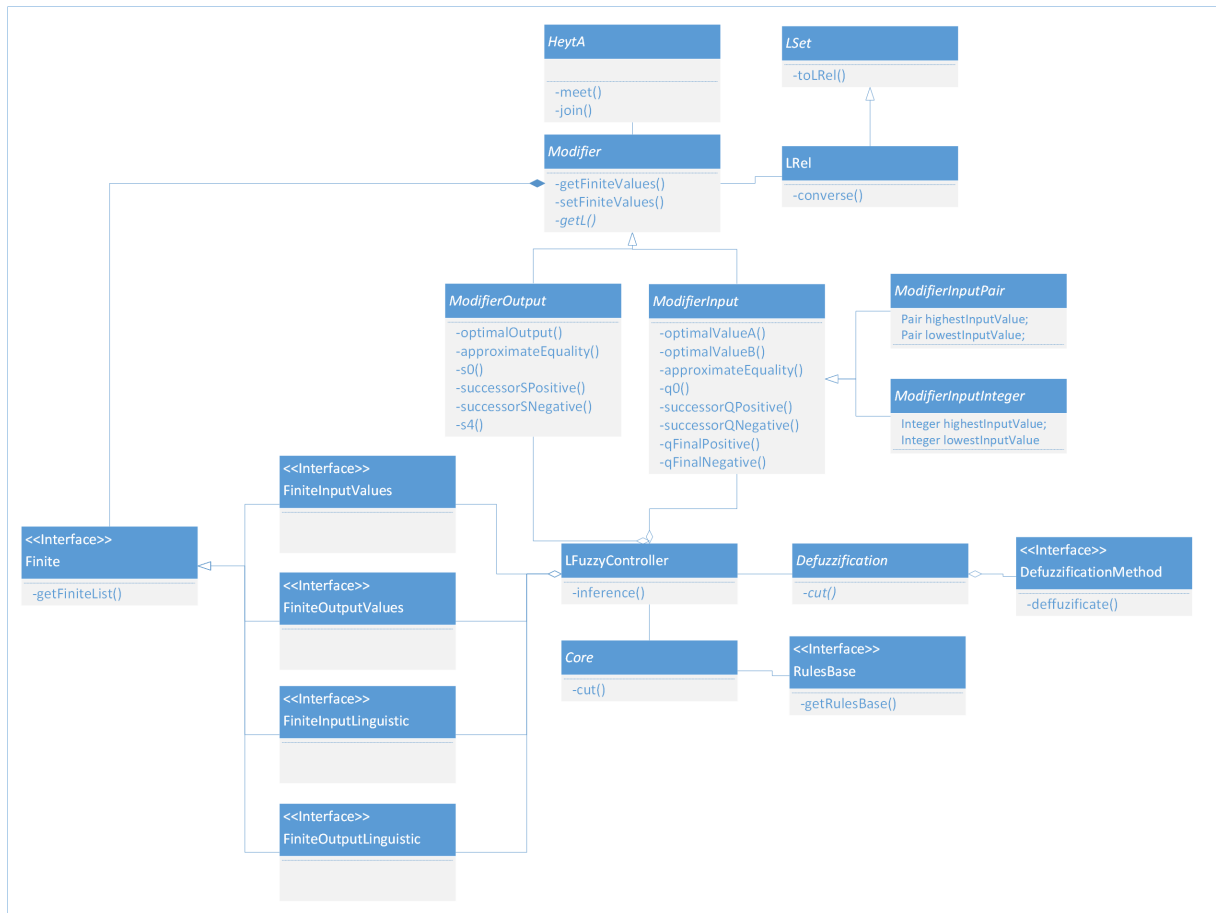 HeytA
-meet()
-join()
LSet
-toLRel()
Modifier
-getFiniteValues()
-setFiniteValues()
-getL()
LRel
-converse()
ModifierOutput
-optimalOutput()
-approximateEquality()
-s0()
-successorSPositive()
-successorSNegative()
-s4()
ModifierInput
-optimalValueA()
-optimalValueB()
-approximateEquality()
-q0()
-successorQPositive()
-successorQNegative()
-qFinalPositive()
-qFinalNegative()
ModifierInputPair
Pair highestInputValue;
Pair lowestInputValue;
ModifierInputInteger
Integer highestInputValue;
Integer lowestInputValue
<<Interface>>
FiniteInputValues
<<Interface>>
Finite
-getFiniteList()
<<Interface>>
FiniteOutputValues
<<Interface>>
FiniteInputLinguistic
<<Interface>>
FiniteOutputLinguistic
LFuzzyController
-inference()
Defuzzification
-cut()
<<Interface>>
DefuzzificationMethod
-deffuzificate()
Core
-cut()
<<Interface>>
RulesBase
-getRulesBase()